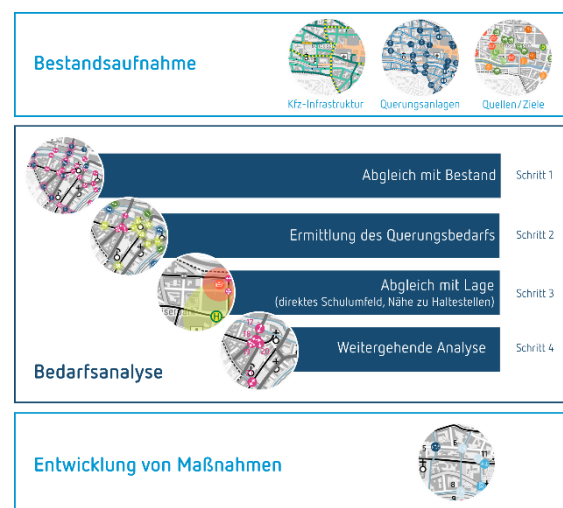 Bestandsaufnahme
Kfz-Infrastruktur
Querungsanlagen
Quellen/Ziele
Abgleich mit Bestand
Schritt 1
Ermittlung des Querungsbedarfs
Schritt 2
Abgleich mit Lage
(direktes Schulumfeld, Nähe zu Haltestellen)
Schritt 3
Weitergehende Analyse
Schritt 4
Bedarfsanalyse
Entwicklung von Maßnahmen